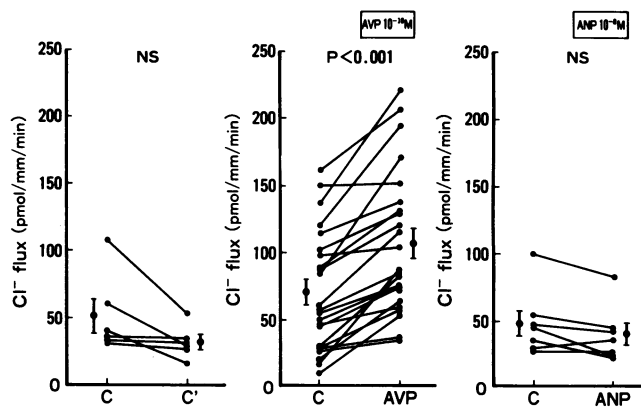 AVP 10⁻¹⁰M
ANP 10⁻⁸M
250
200
150
100
50
0
NS
Cl⁻ flux (pmol/mm/min)
C
C'
250
200
150
100
50
0
P<0.001
Cl⁻ flux (pmol/mm/min)
C
AVP
250
200
150
100
50
0
NS
Cl⁻ flux (pmol/mm/min)
C
ANP